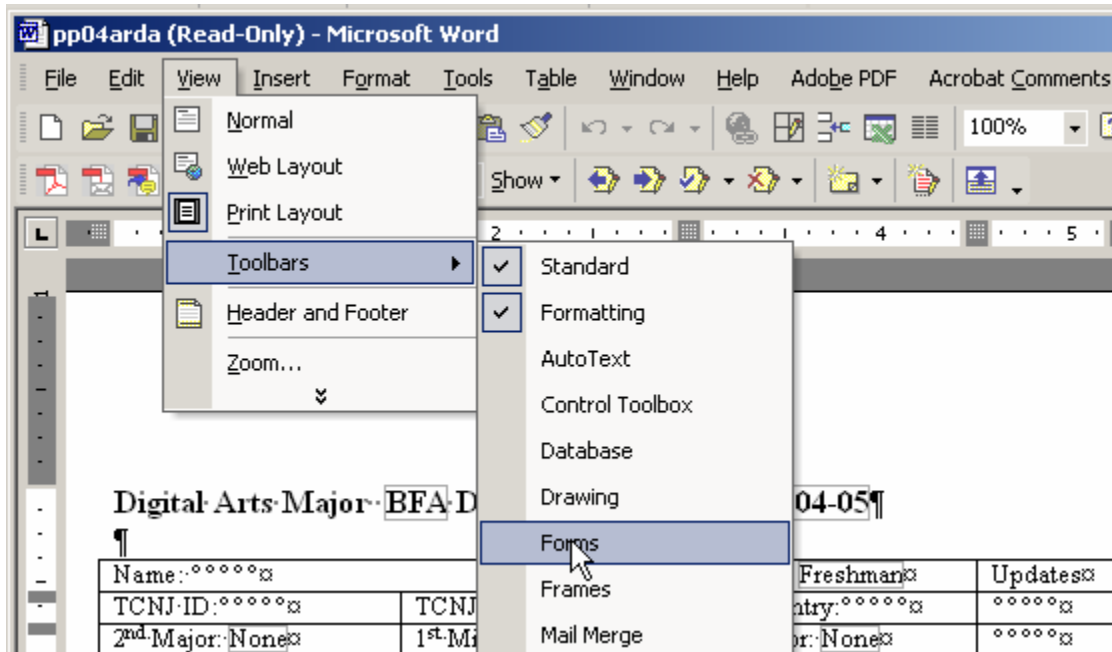 pp04arda (Read-Only) - Microsoft Word
File Edit View Insert Format Tools Table Window Help Adobe PDF Acrobat Comments
100%
Normal
Web Layout
Show
Print Layout
2 4 5
Toolbars
Standard
Header and Footer
Formatting
Zoom...
AutoText
Control Toolbox
Database
Drawing
Forms
Frames
Mail Merge
Digital·Arts·Major··BFA·D 04-05¶
¶
Name:·°°°°°¤ Freshman¤ Updates¤
TCNJ·ID:°°°°°¤ TCNJ ntry:°°°°°¤ °°°°°¤
2nd·Major:·None¤ 1st·Mi r:·None¤ °°°°°¤